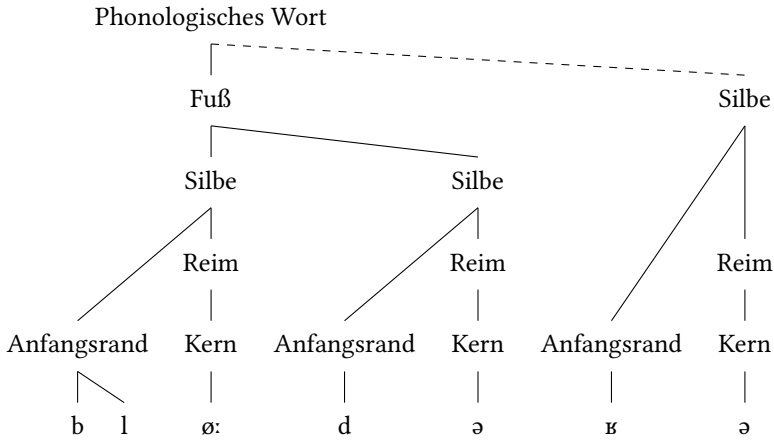 Phonologisches Wort
Fuß Silbe
Silbe Silbe
Reim Reim Reim
Anfangsrand Kern Anfangsrand Kern Anfangsrand Kern
b l øː d ə ʁ ə